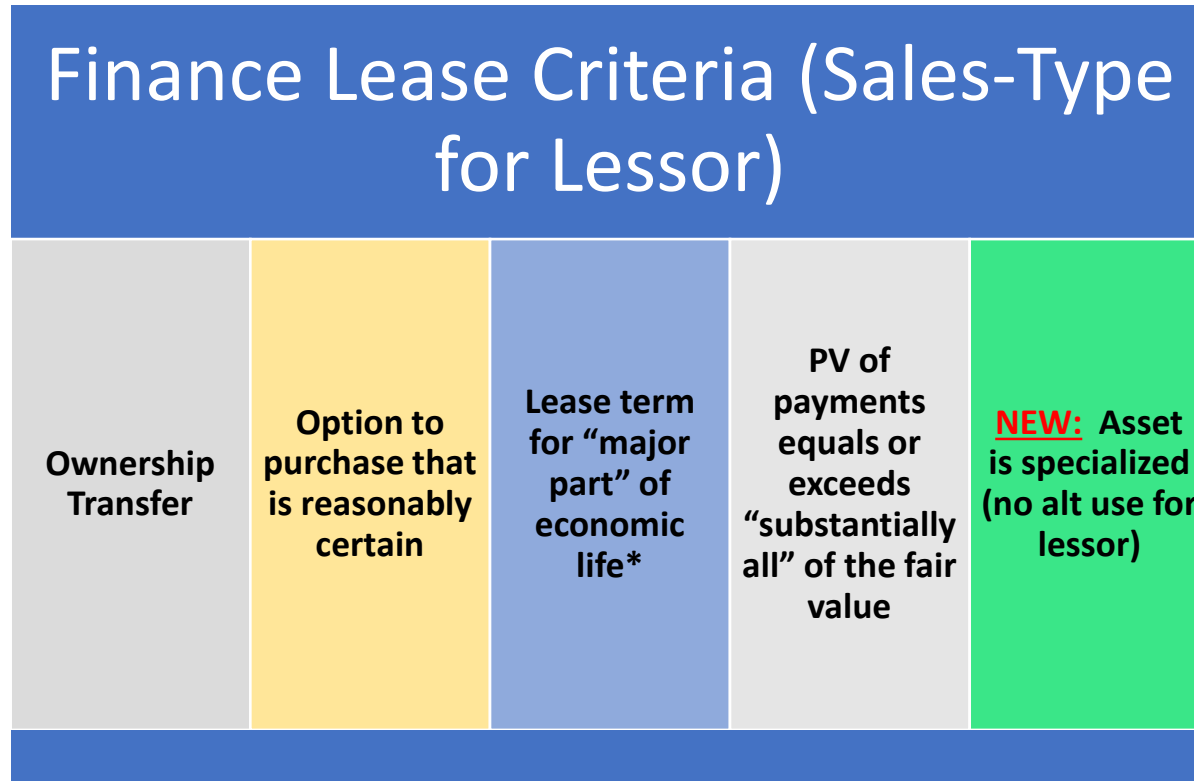 Finance Lease Criteria (Sales-Type
for Lessor)
Ownership
Transfer
Option to
purchase that
is reasonably
certain
Lease term
for “major
part” of
economic
life*
PV of
payments
equals or
exceeds
“substantially
all” of the fair
value
NEW: Asset
is specialized
(no alt use for
lessor)